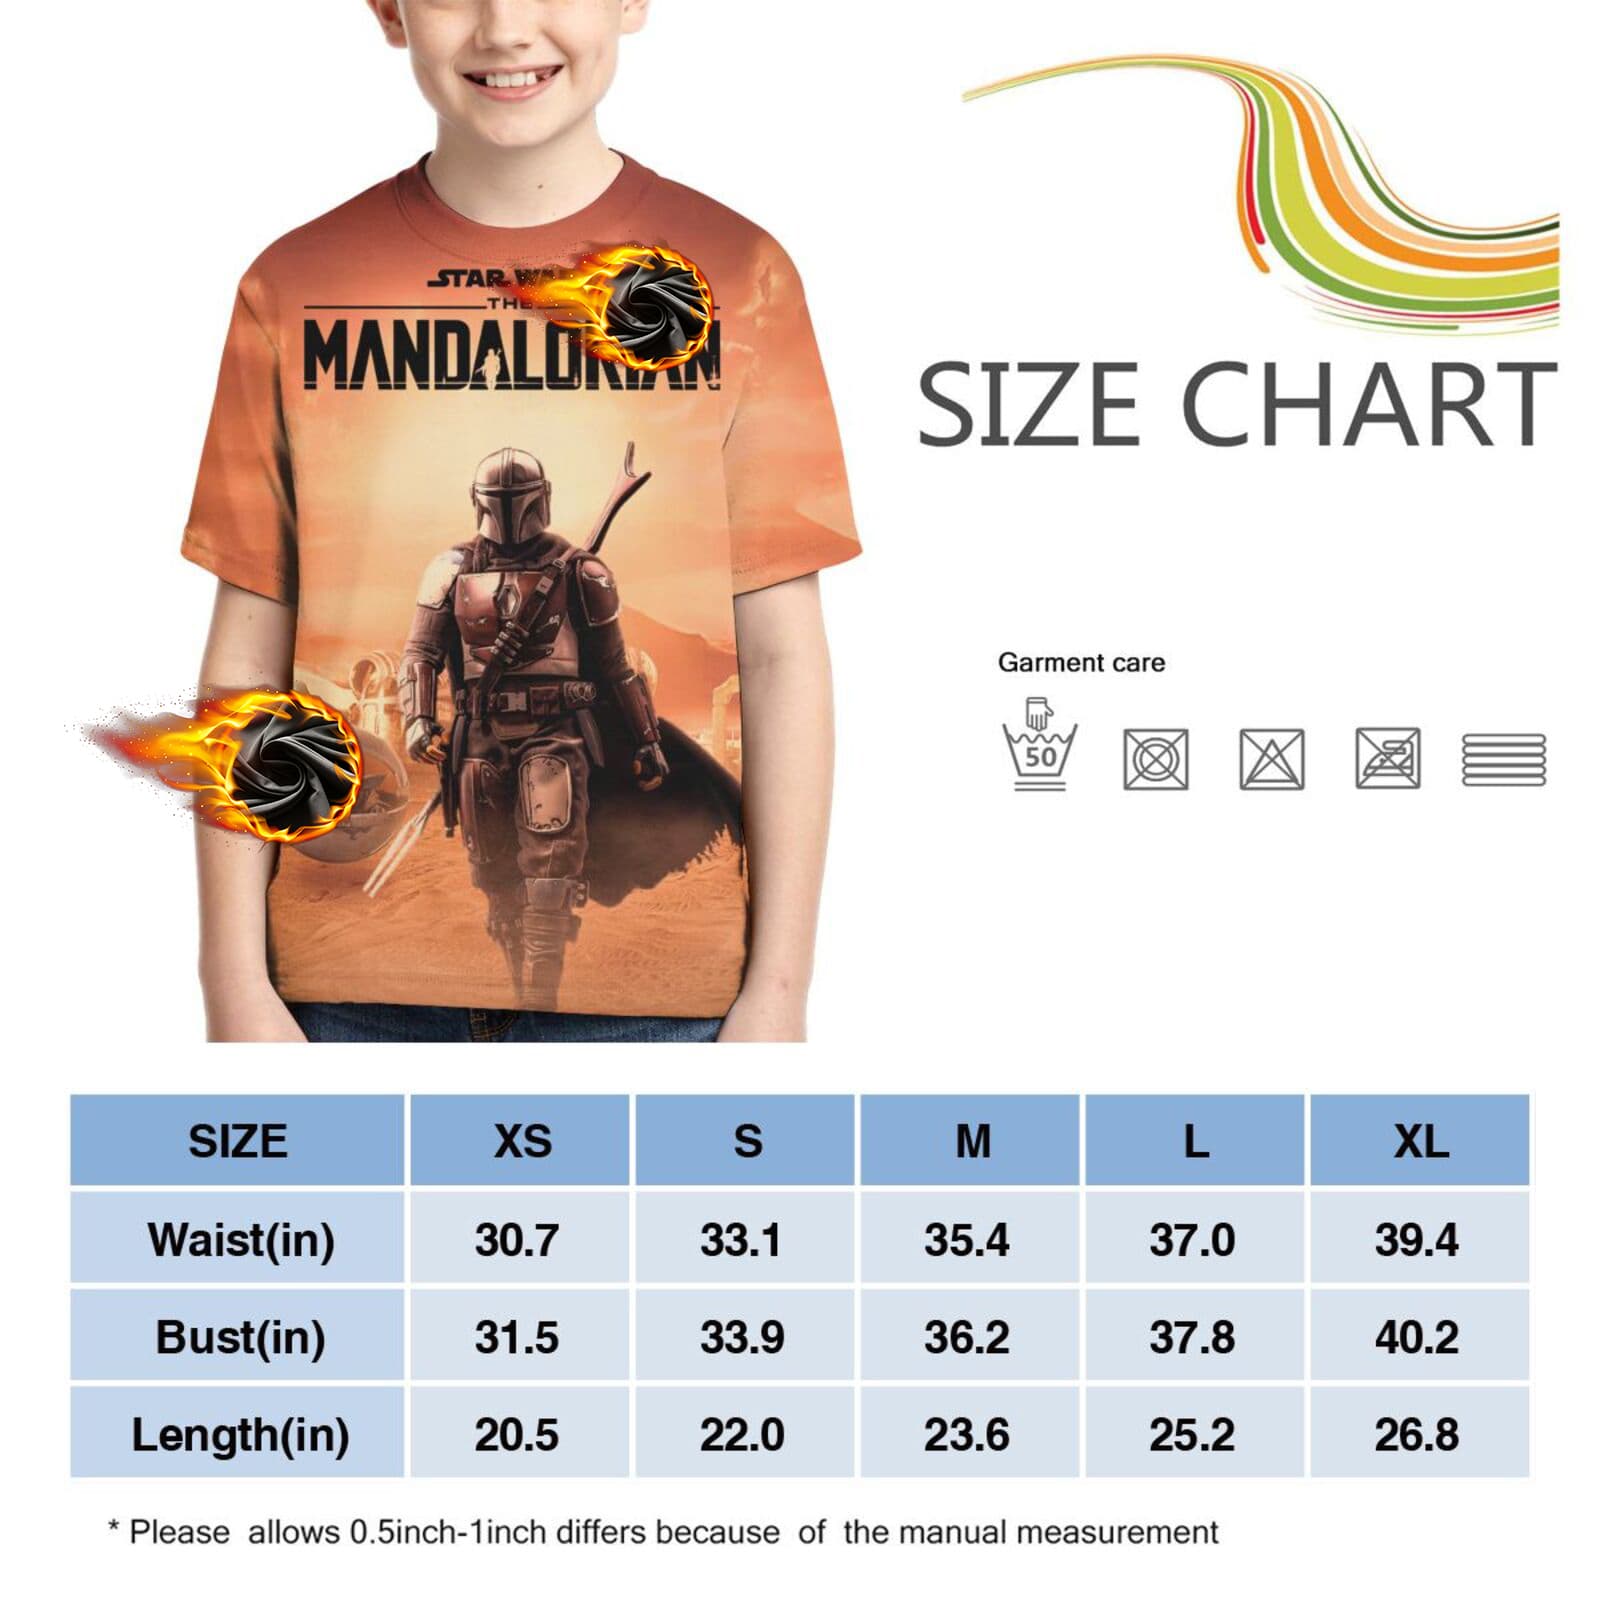 STAR
THE
MANDALORIAN
SIZE CHART
Garment care
50
SIZE XS S M L XL
Waist(in) 30.7 33.1 35.4 37.0 39.4
Bust(in) 31.5 33.9 36.2 37.8 40.2
Length(in) 20.5 22.0 23.6 25.2 26.8
* Please allows 0.5inch-1inch differs because of the manual measurement